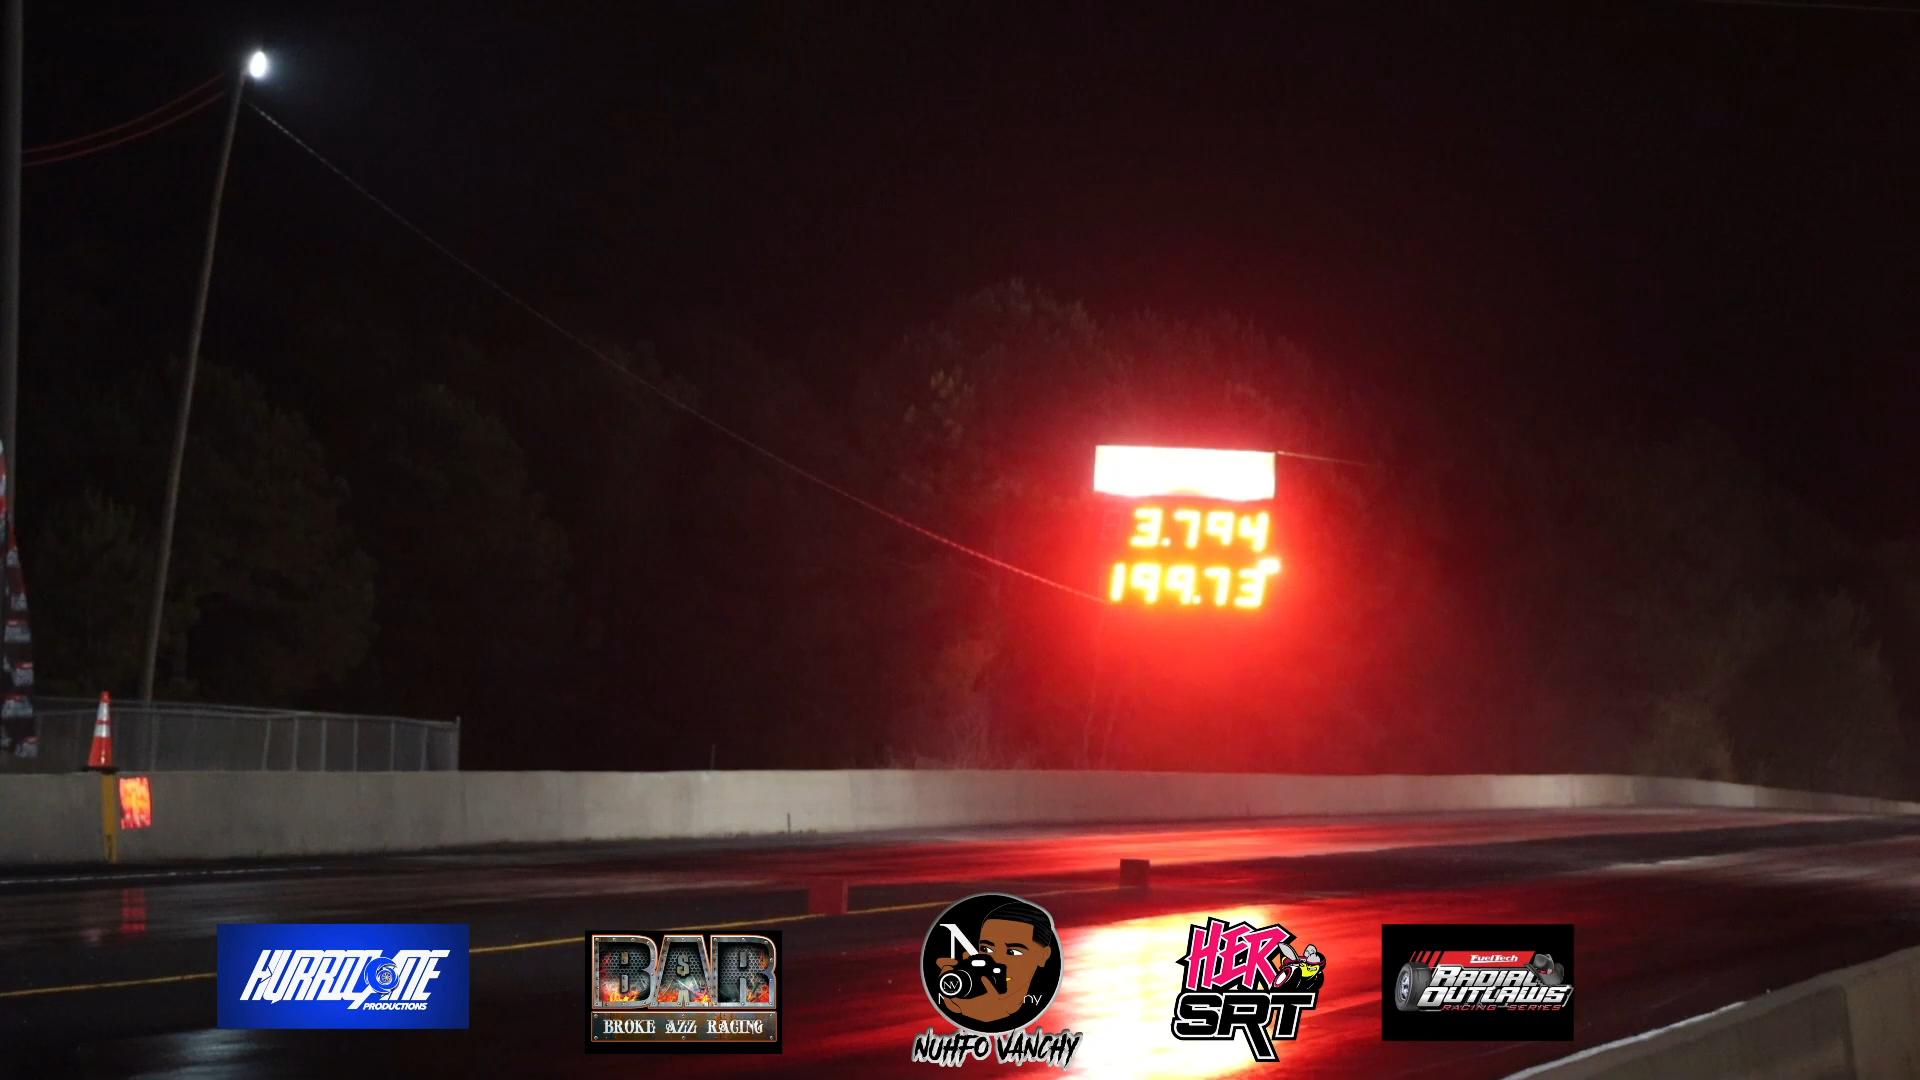 3.794
199.73
HURRICANE
PRODUCTIONS
BAR
BROKE AZZ RACING
NV
NUHFO VANCHY
HER
SRT
FuelTech
RADIAL
OUTLAWS
RACING SERIES